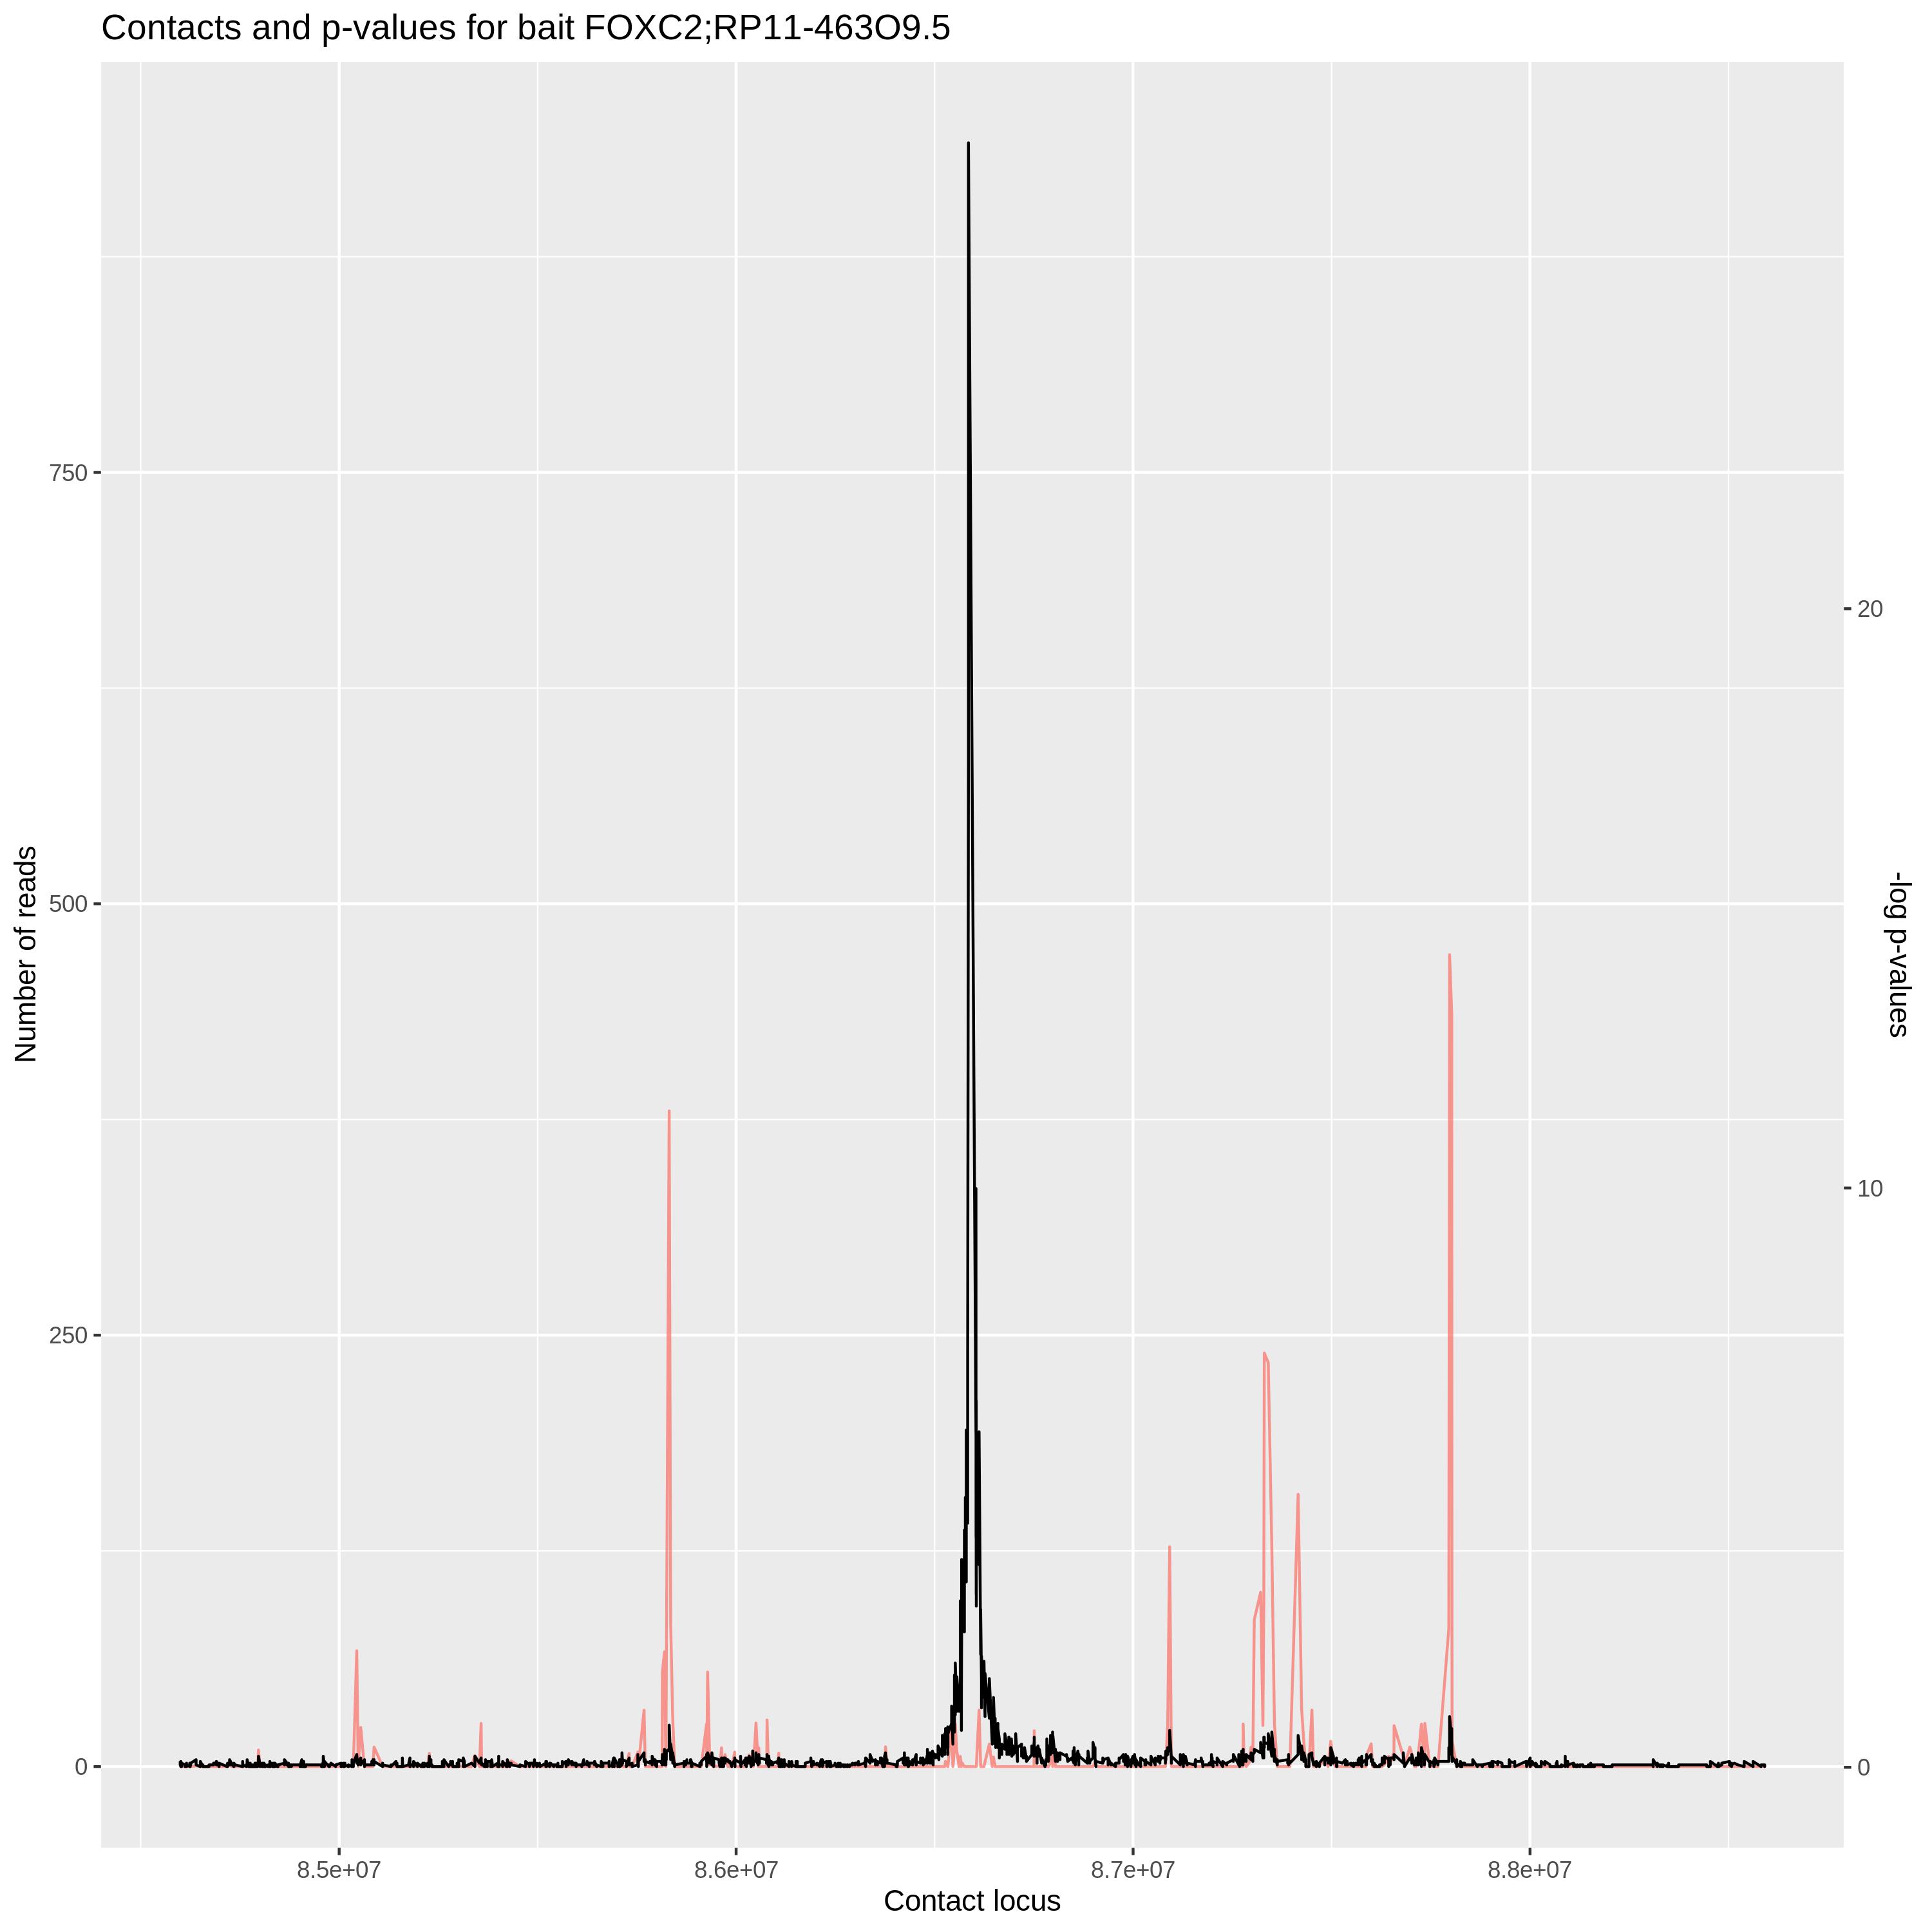 Contacts and p-values for bait FOXC2;RP11-463O9.5
Number of reads
750
500
250
0
20
10
0
-log p-values
8.5e+07 8.6e+07 8.7e+07 8.8e+07
Contact locus